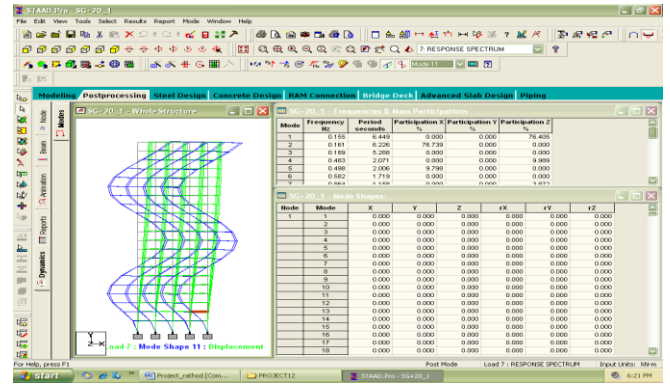 STAAD.Pro - SG+20_1
File Edit View Tools Select Results Report Mode Window Help
7: RESPONSE SPECTRUM
Mode 11
Modeling Postprocessing Steel Design Concrete Design RAM Connection Bridge Deck Advanced Slab Design Piping
SG+20_1 - Whole Structure
SG+20_1 - Frequencies & Mass Participations
Mode Frequency Hz Period seconds Participation X % Participation Y % Participation Z %
1 0.155 6.449 0.000 0.000 76.405
2 0.161 6.226 76.739 0.000 0.000
3 0.189 5.288 0.000 0.000 0.000
4 0.483 2.071 0.000 0.000 9.989
5 0.498 2.006 9.798 0.000 0.000
6 0.582 1.719 0.000 0.000 0.000
SG+20_1 - Mode Shapes:
Node Mode X Y Z rX rY rZ
1 1 0.000 0.000 0.000 0.000 0.000 0.000
2 0.000 0.000 0.000 0.000 0.000 0.000
3 0.000 0.000 0.000 0.000 0.000 0.000
4 0.000 0.000 0.000 0.000 0.000 0.000
5 0.000 0.000 0.000 0.000 0.000 0.000
6 0.000 0.000 0.000 0.000 0.000 0.000
7 0.000 0.000 0.000 0.000 0.000 0.000
8 0.000 0.000 0.000 0.000 0.000 0.000
9 0.000 0.000 0.000 0.000 0.000 0.000
10 0.000 0.000 0.000 0.000 0.000 0.000
11 0.000 0.000 0.000 0.000 0.000 0.000
12 0.000 0.000 0.000 0.000 0.000 0.000
13 0.000 0.000 0.000 0.000 0.000 0.000
14 0.000 0.000 0.000 0.000 0.000 0.000
15 0.000 0.000 0.000 0.000 0.000 0.000
16 0.000 0.000 0.000 0.000 0.000 0.000
17 0.000 0.000 0.000 0.000 0.000 0.000
18 0.000 0.000 0.000 0.000 0.000 0.000
Node
Modes
Beam
Animation
Reports
Dynamics
Y
Z X
oad 7 : Mode Shape 11 : Displacement
For Help, press F1 Post Mode Load 7 : RESPONSE SPECTRUM Input Units: kN-m
start Project_rathod [Com... PROJECT12 STAAD.Pro - SG+20_1 6:21 PM